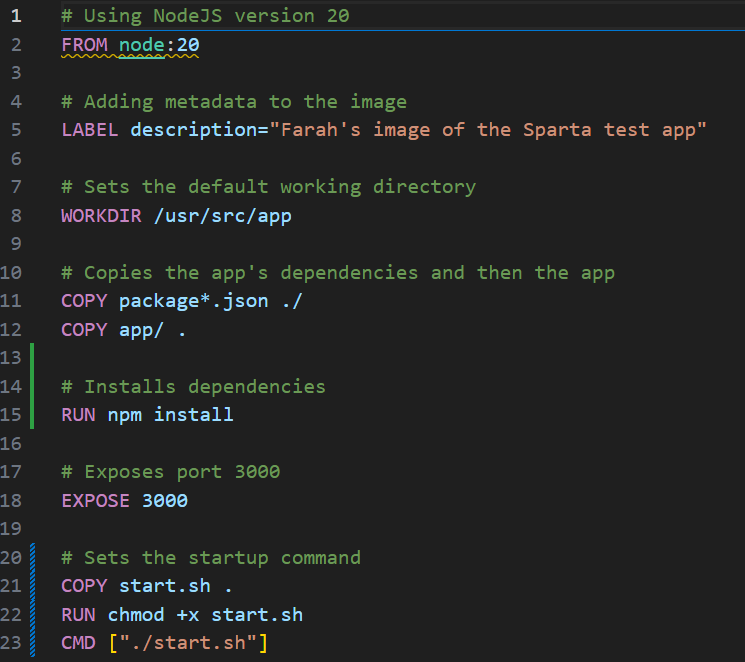 1 # Using NodeJS version 20
2 FROM node:20
3
4 # Adding metadata to the image
5 LABEL description="Farah's image of the Sparta test app"
6
7 # Sets the default working directory
8 WORKDIR /usr/src/app
9
10 # Copies the app's dependencies and then the app
11 COPY package*.json ./
12 COPY app/ .
13
14 # Installs dependencies
15 RUN npm install
16
17 # Exposes port 3000
18 EXPOSE 3000
19
20 # Sets the startup command
21 COPY start.sh .
22 RUN chmod +x start.sh
23 CMD ["./start.sh"]